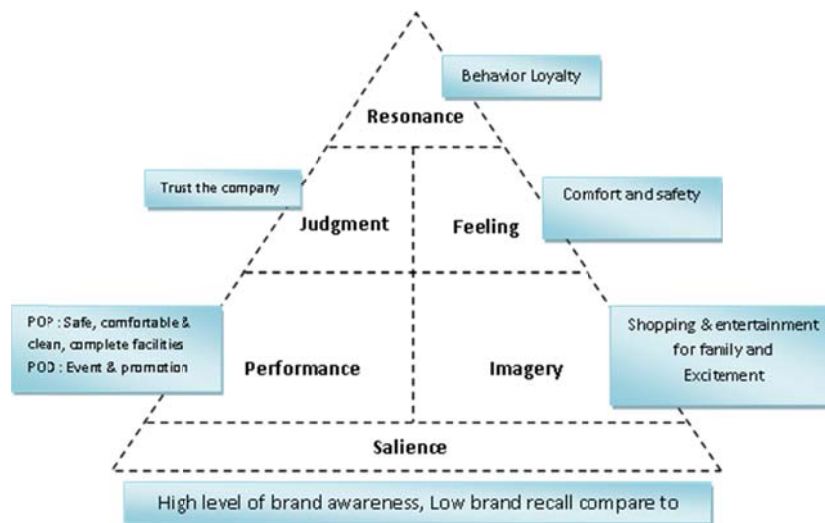 Behavior Loyalty
Resonance
Trust the company
Comfort and safety
Judgment
Feeling
POP : Safe, comfortable &
clean, complete facilities
POD : Event & promotion
Shopping & entertainment
for family and
Excitement
Performance
Imagery
Salience
High level of brand awareness, Low brand recall compare to